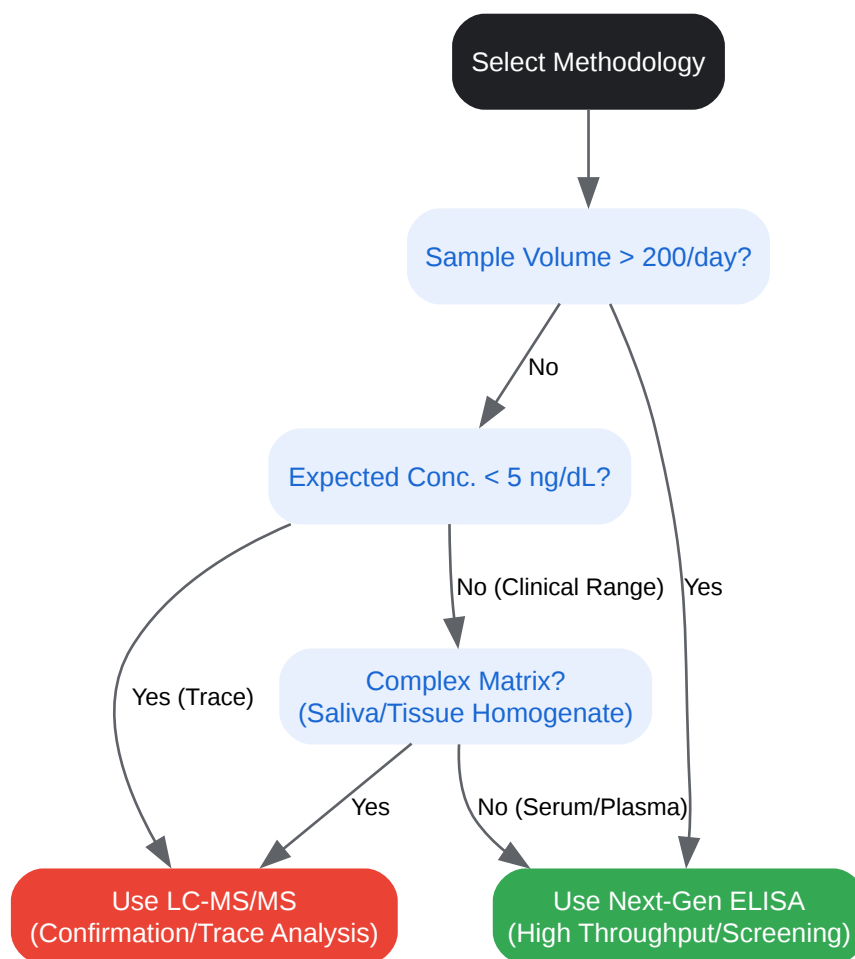 Select Methodology
Sample Volume > 200/day?
No
Expected Conc. < 5 ng/dL?
No (Clinical Range)
Yes
Complex Matrix?
(Saliva/Tissue Homogenate)
Yes (Trace)
Yes
No (Serum/Plasma)
Use LC-MS/MS
(Confirmation/Trace Analysis)
Use Next-Gen ELISA
(High Throughput/Screening)